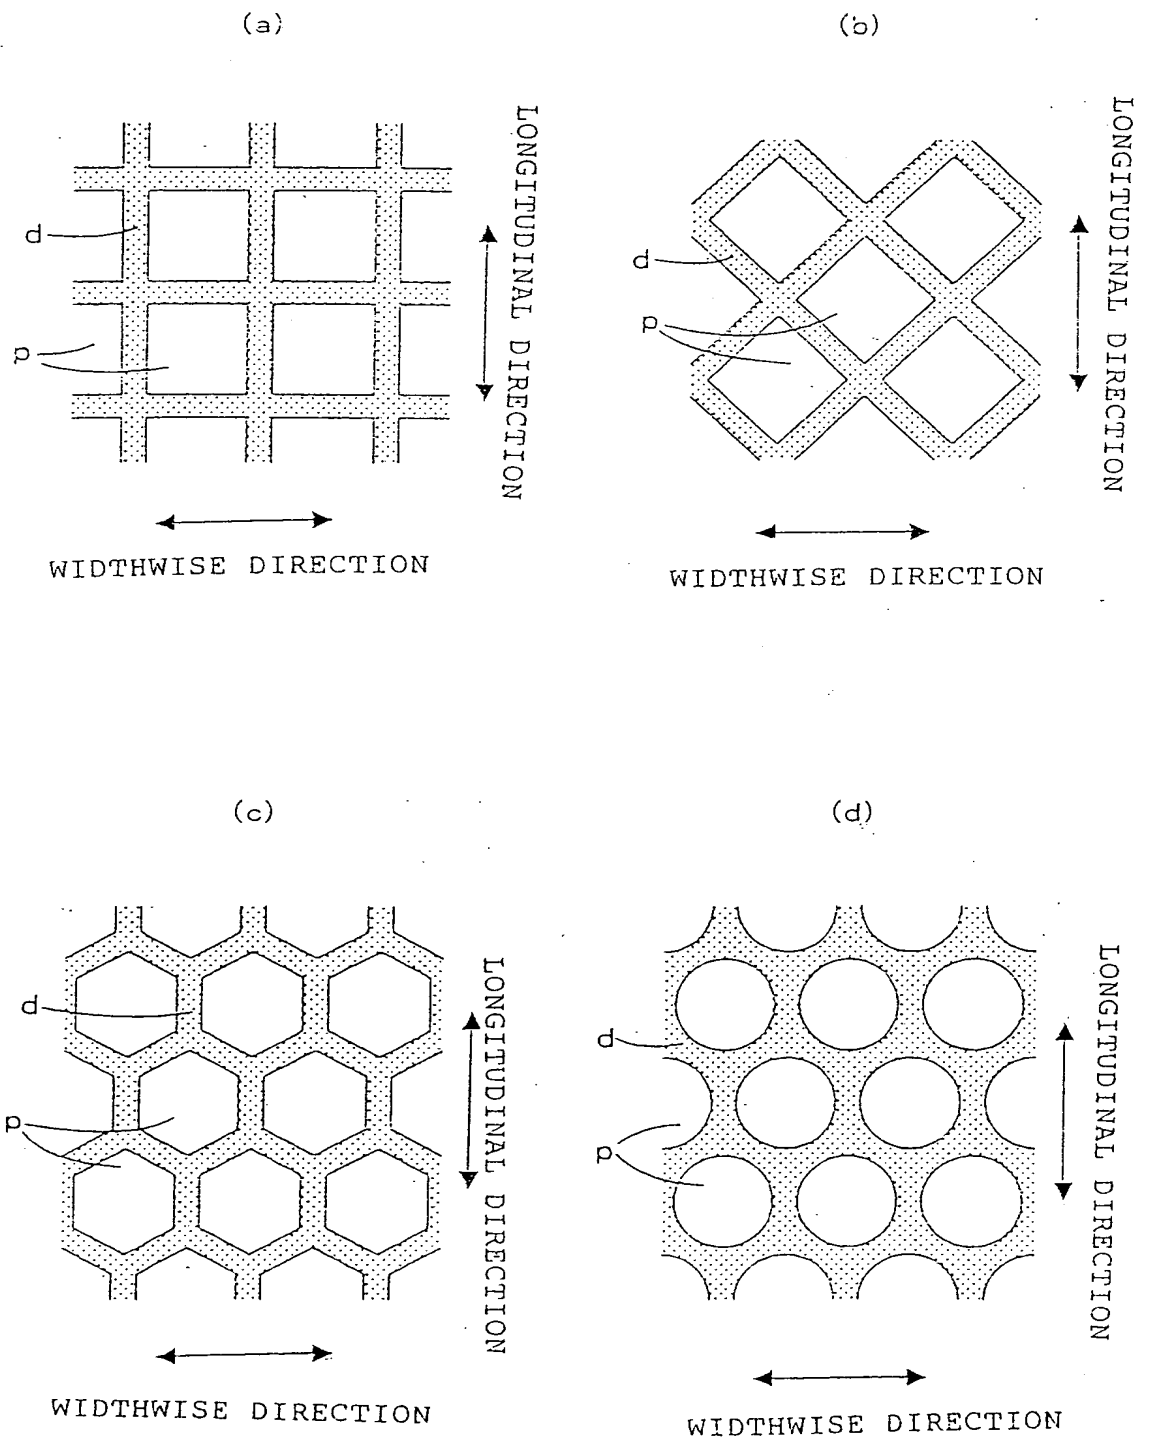 (a)
d
p
LONGITUDINAL DIRECTION
WIDTHWISE DIRECTION
(b)
d
p
LONGITUDINAL DIRECTION
WIDTHWISE DIRECTION
(c)
d
p
LONGITUDINAL DIRECTION
WIDTHWISE DIRECTION
(d)
d
p
LONGITUDINAL DIRECTION
WIDTHWISE DIRECTION